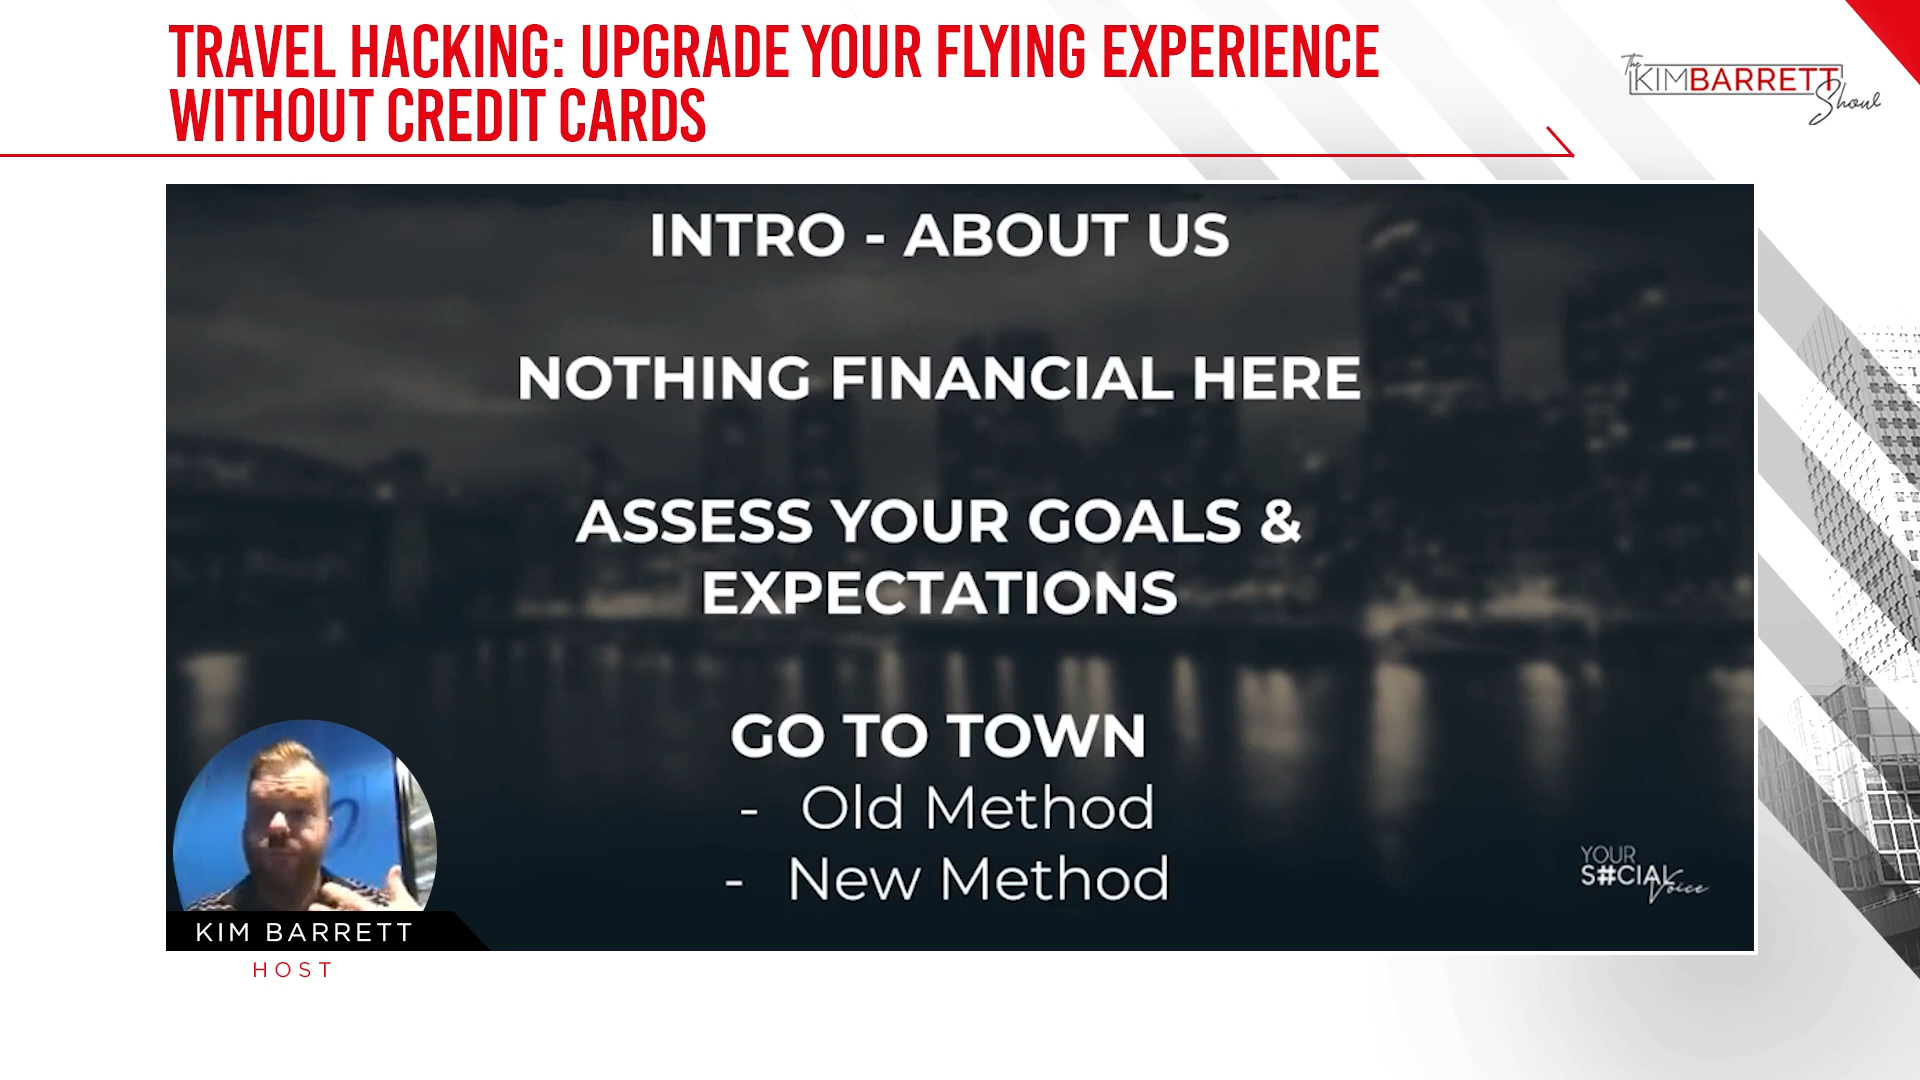 TRAVEL HACKING: UPGRADE YOUR FLYING EXPERIENCE
WITHOUT CREDIT CARDS
The
KIMBARRETT
Show
INTRO - ABOUT US
NOTHING FINANCIAL HERE
ASSESS YOUR GOALS &
EXPECTATIONS
GO TO TOWN
- Old Method
- New Method
YOUR
S#CIAL Voice
KIM BARRETT
HOST